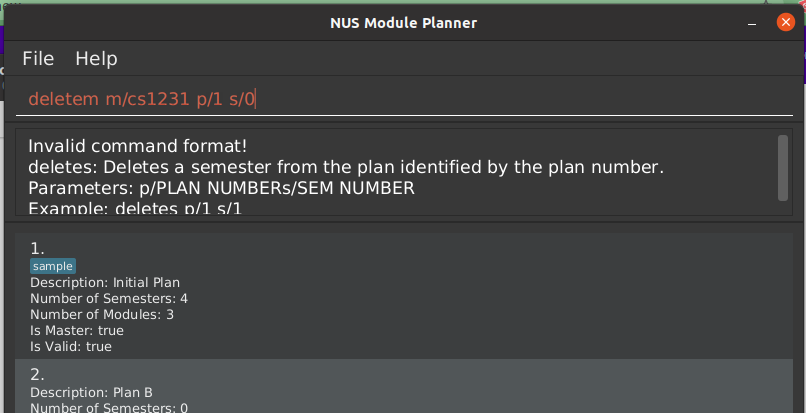 NUS Module Planner
File Help
deletem m/cs1231 p/1 s/0
Invalid command format!
deletes: Deletes a semester from the plan identified by the plan number.
Parameters: p/PLAN NUMBERs/SEM NUMBER
Example: deletes p/1 s/1
1.
sample
Description: Initial Plan
Number of Semesters: 4
Number of Modules: 3
Is Master: true
Is Valid: true
2.
Description: Plan B
Number of Semesters: 0